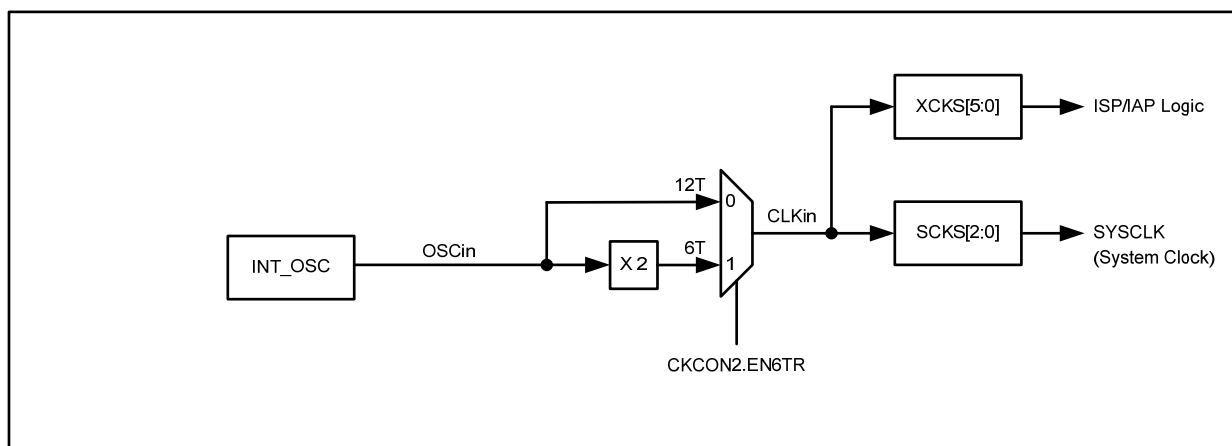 XCKS[5:0]
ISP/IAP Logic
12T
0
CLKin
SCKS[2:0]
SYSCLK
(System Clock)
INT_OSC
OSCin
X 2
6T
1
CKCON2.EN6TR